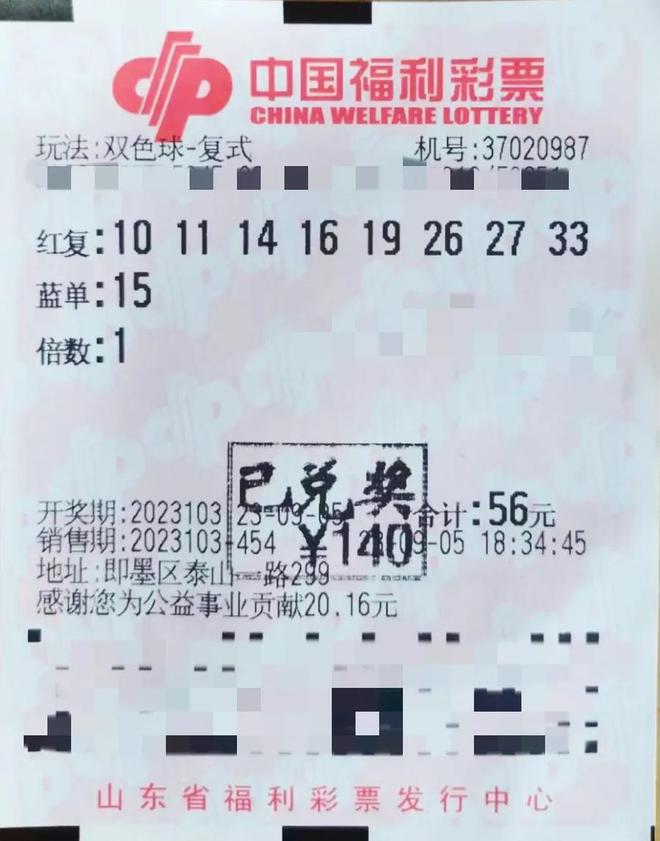 中国福利彩票
CHINA WELFARE LOTTERY
玩法:双色球-复式 机号:37020987
红复:10 11 14 16 19 26 27 33
蓝单:15
倍数:1
已兑奖
¥140
开奖期:2023103 23-09-05 合计:56元
销售期:2023103-454 09-05 18:34:45
地址:即墨区泰山一路299
感谢您为公益事业贡献20.16元
山东省福利彩票发行中心